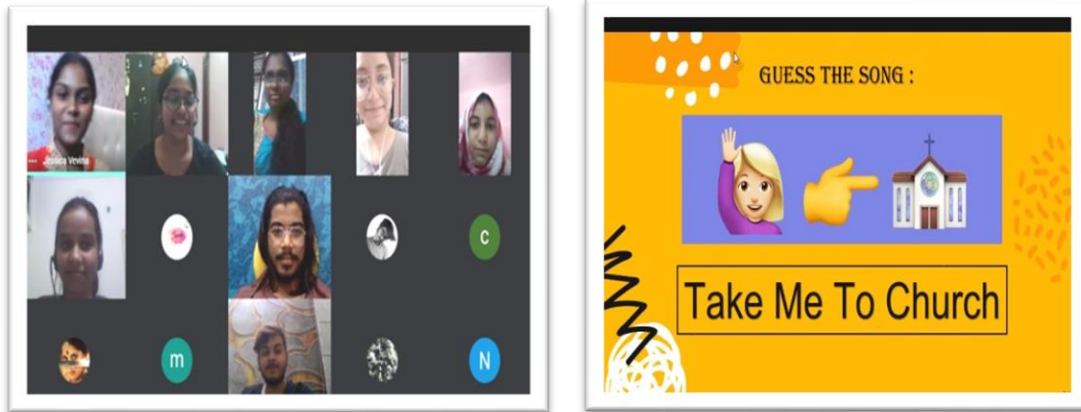 Jessica Vevina
C
m
N
GUESS THE SONG :
Take Me To Church